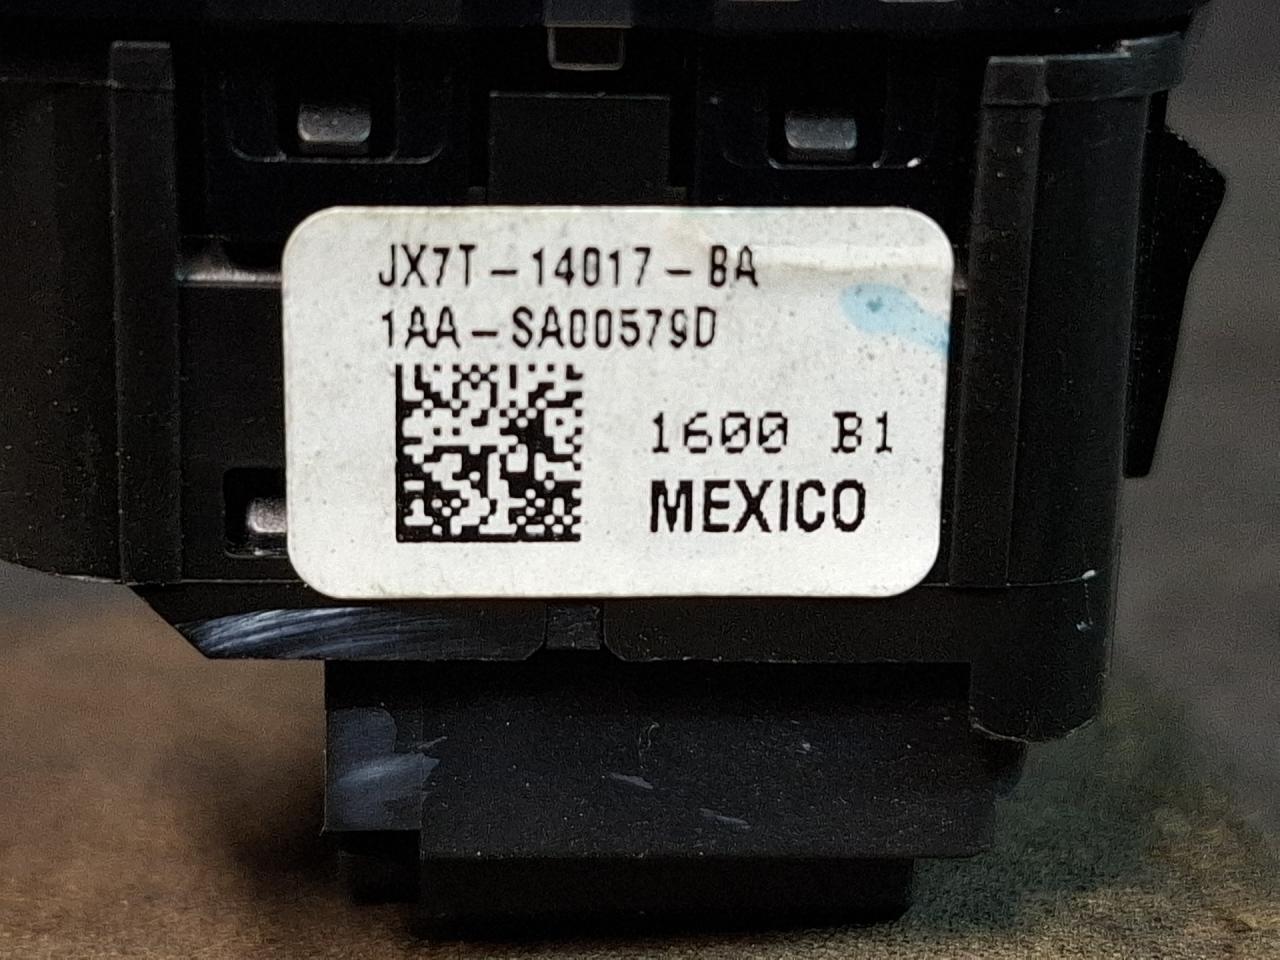 JX7T-14017-BA
1AA-SA00579D
1600 B1
MEXICO